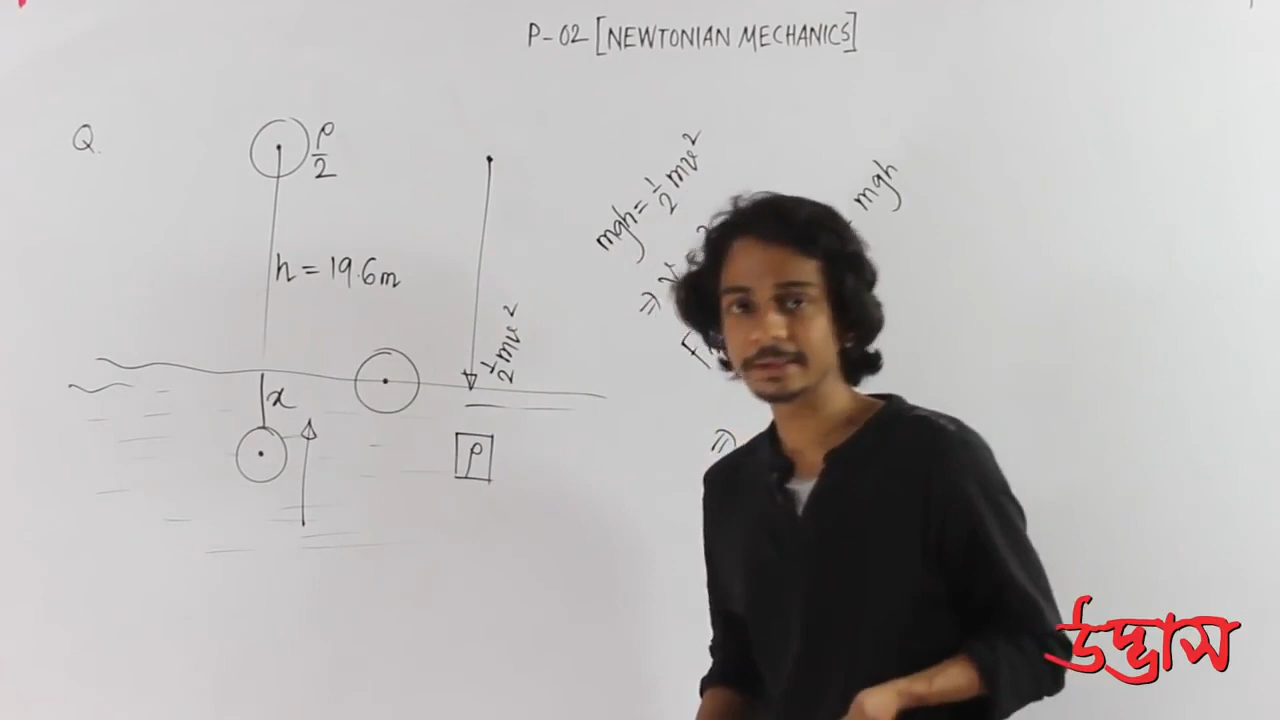 P-02 [NEWTONIAN MECHANICS]
Q.
ρ/2
h = 19.6m
x
½mv²
ρ
mgh = ½mv²
⇒ v
mgh
F
⇒
উদ্ভাস